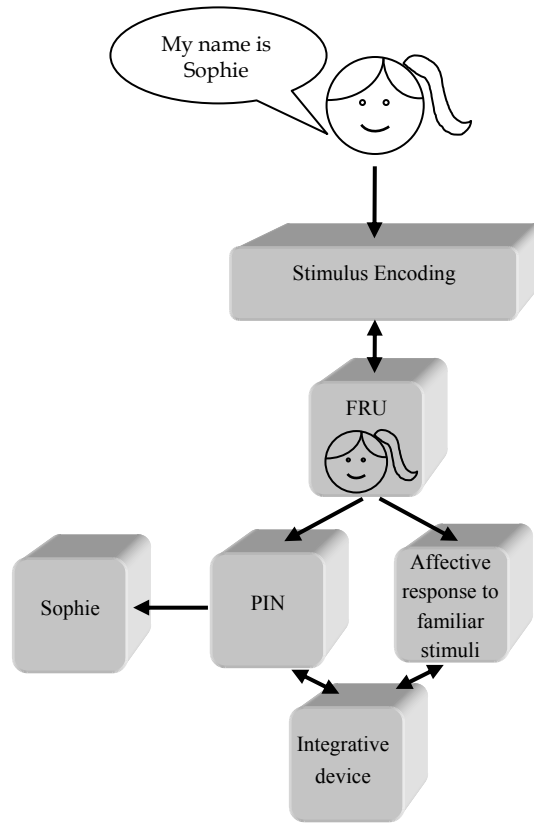 My name is
Sophie
Stimulus Encoding
FRU
Sophie
PIN
Affective
response to
familiar
stimuli
Integrative
device